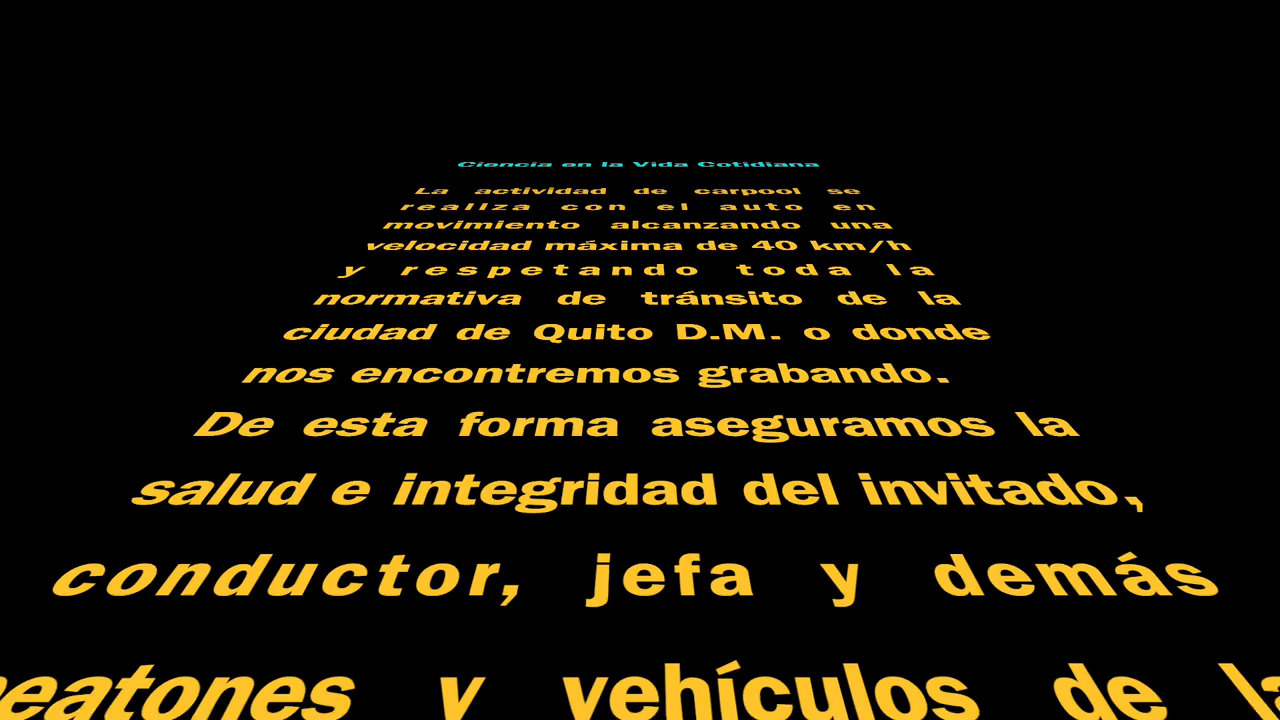 Ciencia en la Vida Cotidiana
La actividad de carpool se
realiza con el auto en
movimiento alcanzando una
velocidad máxima de 40 km/h
y respetando toda la
normativa de tránsito de la
ciudad de Quito D.M. o donde
nos encontremos grabando.
De esta forma aseguramos la
salud e integridad del invitado,
conductor, jefa y demás
peatones y vehículos de la